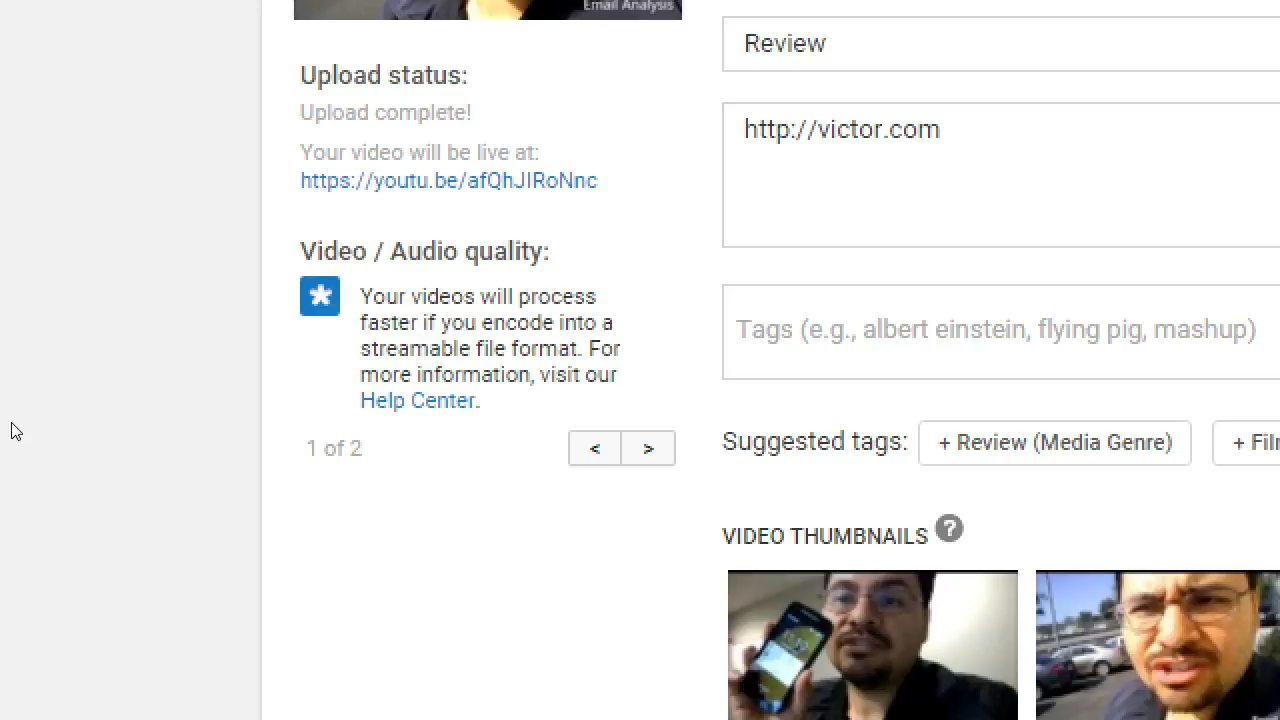 Email Analysis
Upload status:
Upload complete!
Your video will be live at:
https://youtu.be/afQhJIRoNnc
Video / Audio quality:
Your videos will process
faster if you encode into a
streamable file format. For
more information, visit our
Help Center.
1 of 2
< >
Review
http://victor.com
Tags (e.g., albert einstein, flying pig, mashup)
Suggested tags: + Review (Media Genre)
VIDEO THUMBNAILS ?